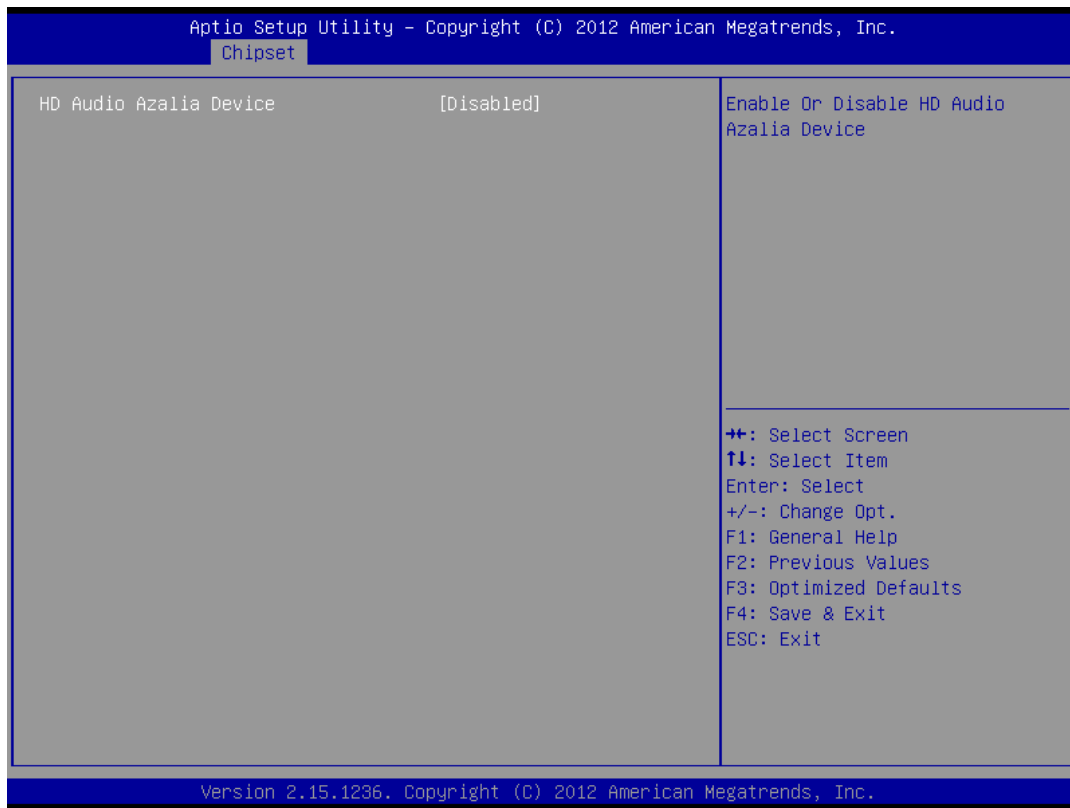 Aptio Setup Utility – Copyright (C) 2012 American Megatrends, Inc.
Chipset
HD Audio Azalia Device [Disabled]
Enable Or Disable HD Audio
Azalia Device
→←: Select Screen
↑↓: Select Item
Enter: Select
+/-: Change Opt.
F1: General Help
F2: Previous Values
F3: Optimized Defaults
F4: Save & Exit
ESC: Exit
Version 2.15.1236. Copyright (C) 2012 American Megatrends, Inc.